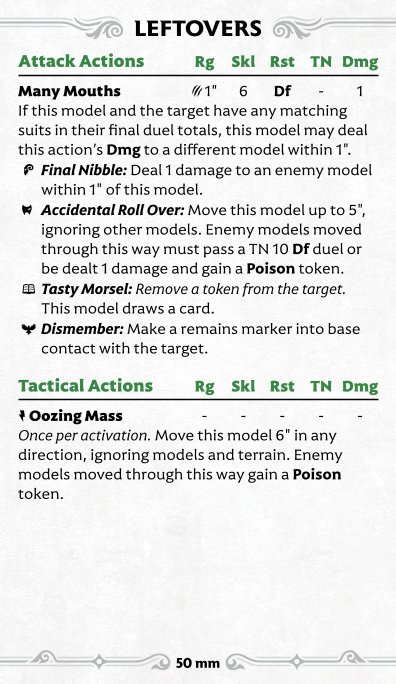 LEFTOVERS
Attack Actions Rg Skl Rst TN Dmg
Many Mouths 1" 6 Df - 1
If this model and the target have any matching
suits in their final duel totals, this model may deal
this action's Dmg to a different model within 1".
Final Nibble: Deal 1 damage to an enemy model
within 1" of this model.
Accidental Roll Over: Move this model up to 5",
ignoring other models. Enemy models moved
through this way must pass a TN 10 Df duel or
be dealt 1 damage and gain a Poison token.
Tasty Morsel: Remove a token from the target.
This model draws a card.
Dismember: Make a remains marker into base
contact with the target.
Tactical Actions Rg Skl Rst TN Dmg
Oozing Mass - - - - -
Once per activation. Move this model 6" in any
direction, ignoring models and terrain. Enemy
models moved through this way gain a Poison
token.
50 mm